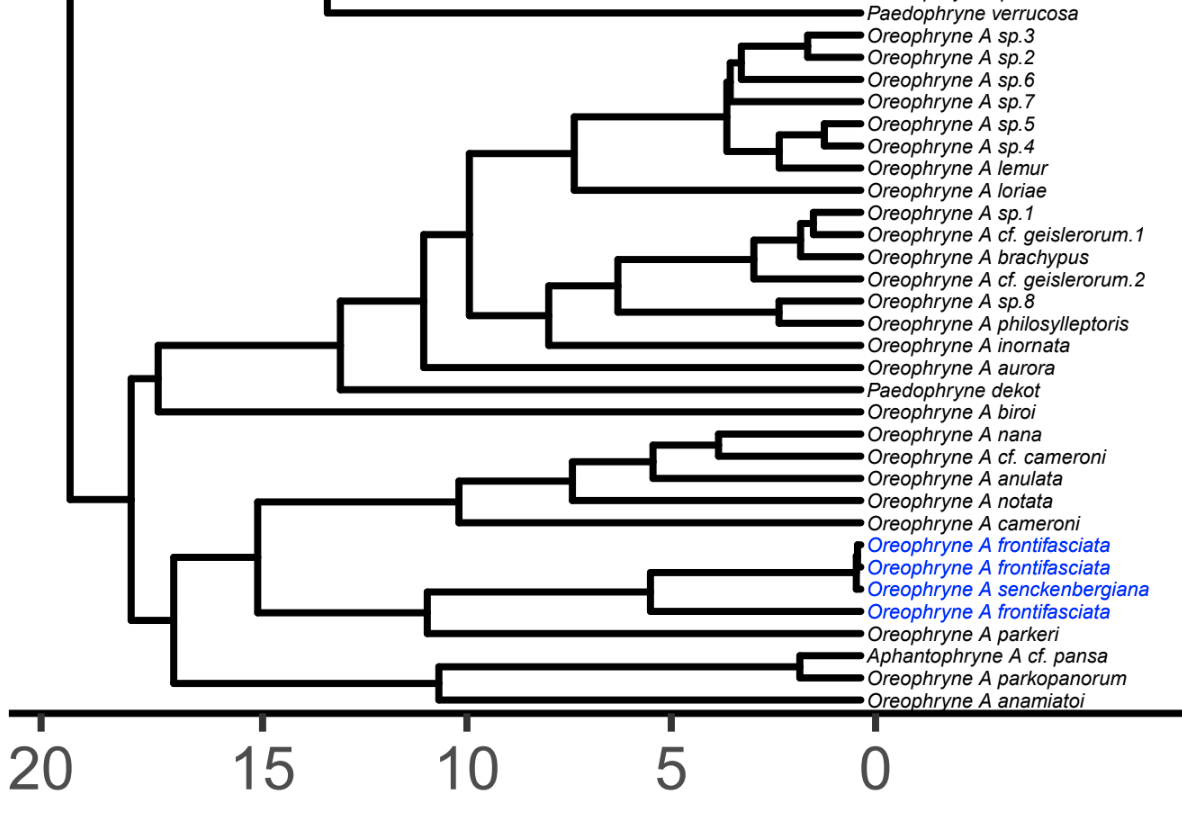 Paedophryne verrucosa
Oreophryne A sp.3
Oreophryne A sp.2
Oreophryne A sp.6
Oreophryne A sp.7
Oreophryne A sp.5
Oreophryne A sp.4
Oreophryne A lemur
Oreophryne A loriae
Oreophryne A sp.1
Oreophryne A cf. geislerorum.1
Oreophryne A brachypus
Oreophryne A cf. geislerorum.2
Oreophryne A sp.8
Oreophryne A philosylleptoris
Oreophryne A inornata
Oreophryne A aurora
Paedophryne dekot
Oreophryne A biroi
Oreophryne A nana
Oreophryne A cf. cameroni
Oreophryne A anulata
Oreophryne A notata
Oreophryne A cameroni
Oreophryne A frontifasciata
Oreophryne A frontifasciata
Oreophryne A senckenbergiana
Oreophryne A frontifasciata
Oreophryne A parkeri
Aphantophryne A cf. pansa
Oreophryne A parkopanorum
Oreophryne A anamiatoi
20 15 10 5 0